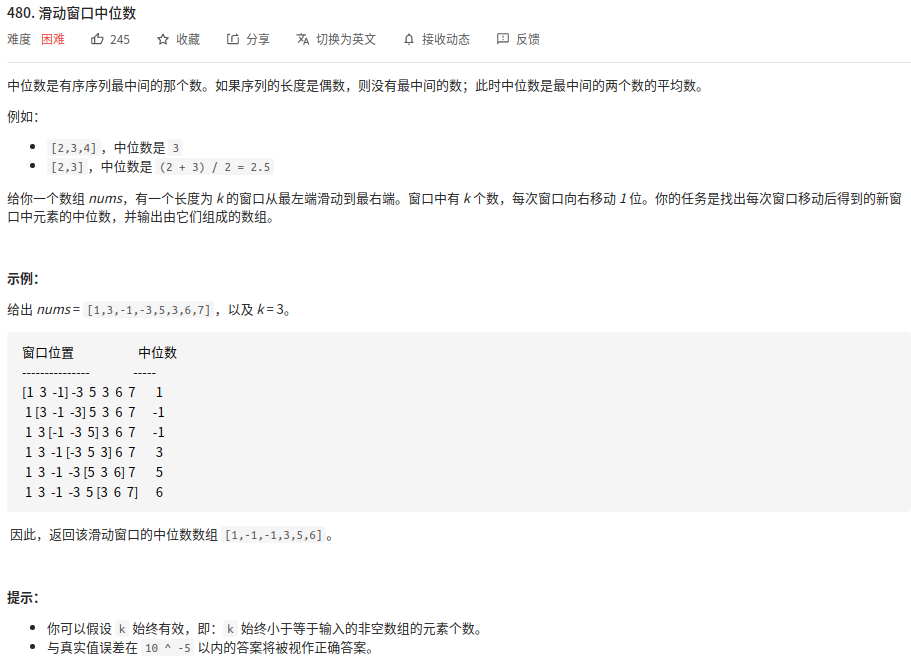 480. 滑动窗口中位数
难度 困难 245 收藏 分享 切换为英文 接收动态 反馈
中位数是有序序列最中间的那个数。如果序列的长度是偶数，则没有最中间的数；此时中位数是最中间的两个数的平均数。
例如：
[2,3,4]，中位数是 3
[2,3]，中位数是 (2 + 3) / 2 = 2.5
给你一个数组 nums，有一个长度为 k 的窗口从最左端滑动到最右端。窗口中有 k 个数，每次窗口向右移动 1 位。你的任务是找出每次窗口移动后得到的新窗
口中元素的中位数，并输出由它们组成的数组。
示例：
给出 nums = [1,3,-1,-3,5,3,6,7]，以及 k = 3。
窗口位置 中位数
--------------- -----
[1 3 -1] -3 5 3 6 7 1
1 [3 -1 -3] 5 3 6 7 -1
1 3 [-1 -3 5] 3 6 7 -1
1 3 -1 [-3 5 3] 6 7 3
1 3 -1 -3 [5 3 6] 7 5
1 3 -1 -3 5 [3 6 7] 6
因此，返回该滑动窗口的中位数数组 [1,-1,-1,3,5,6]。
提示：
你可以假设 k 始终有效，即：k 始终小于等于输入的非空数组的元素个数。
与真实值误差在 10 ^ -5 以内的答案将被视作正确答案。